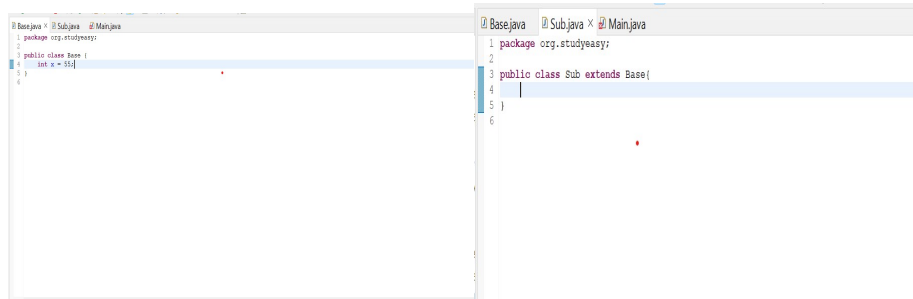 Base.java × Sub.java Main.java
1 package org.studyeasy;
2
3 public class Base {
4 int x = 55;
5 }
6
Base.java Sub.java × Main.java
1 package org.studyeasy;
2
3 public class Sub extends Base{
4
5 }
6